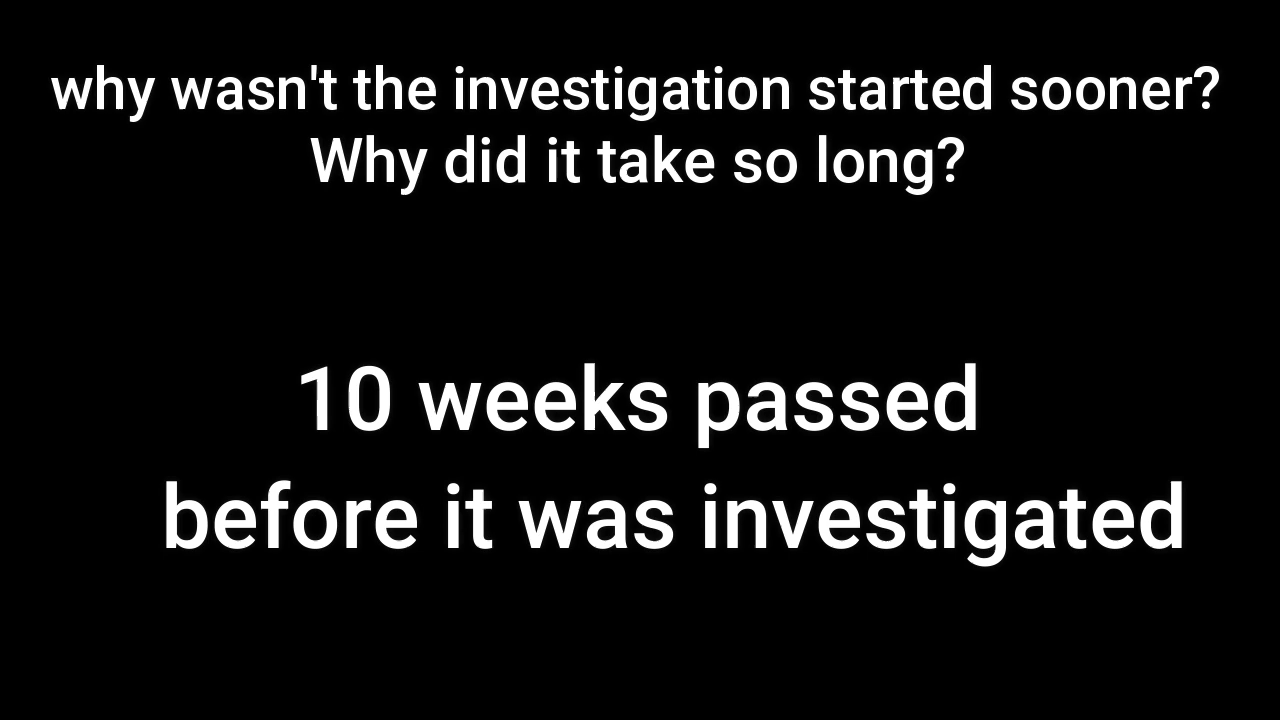 why wasn't the investigation started sooner?
Why did it take so long?
10 weeks passed
before it was investigated